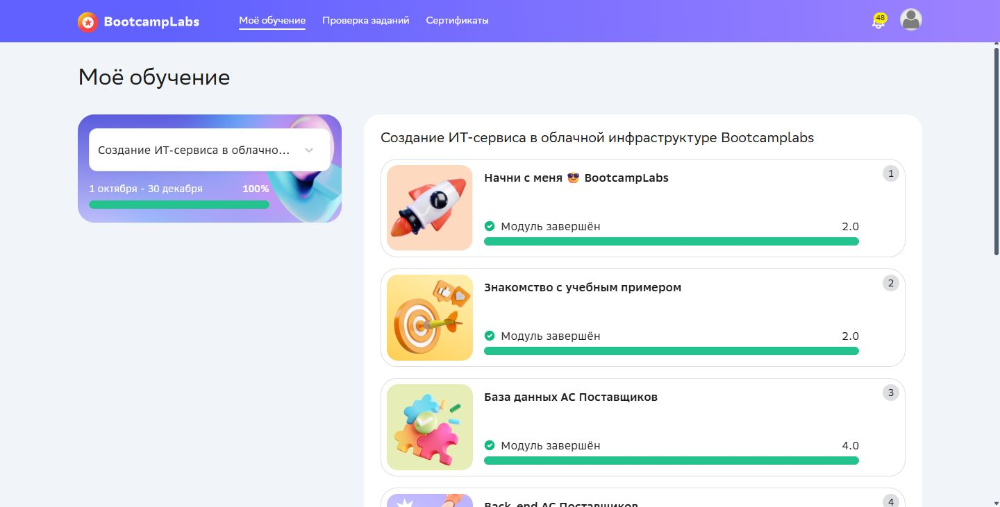 BootcampLabs
Моё обучение
Проверка заданий
Сертификаты
48
Моё обучение
Создание ИТ-сервиса в облачно...
1 октября - 30 декабря
100%
Создание ИТ-сервиса в облачной инфраструктуре Bootcamplabs
Начни с меня 😎 BootcampLabs
1
Модуль завершён
2.0
Знакомство с учебным примером
2
Модуль завершён
2.0
База данных АС Поставщиков
3
Модуль завершён
4.0
Back-end АС Поставщиков
4